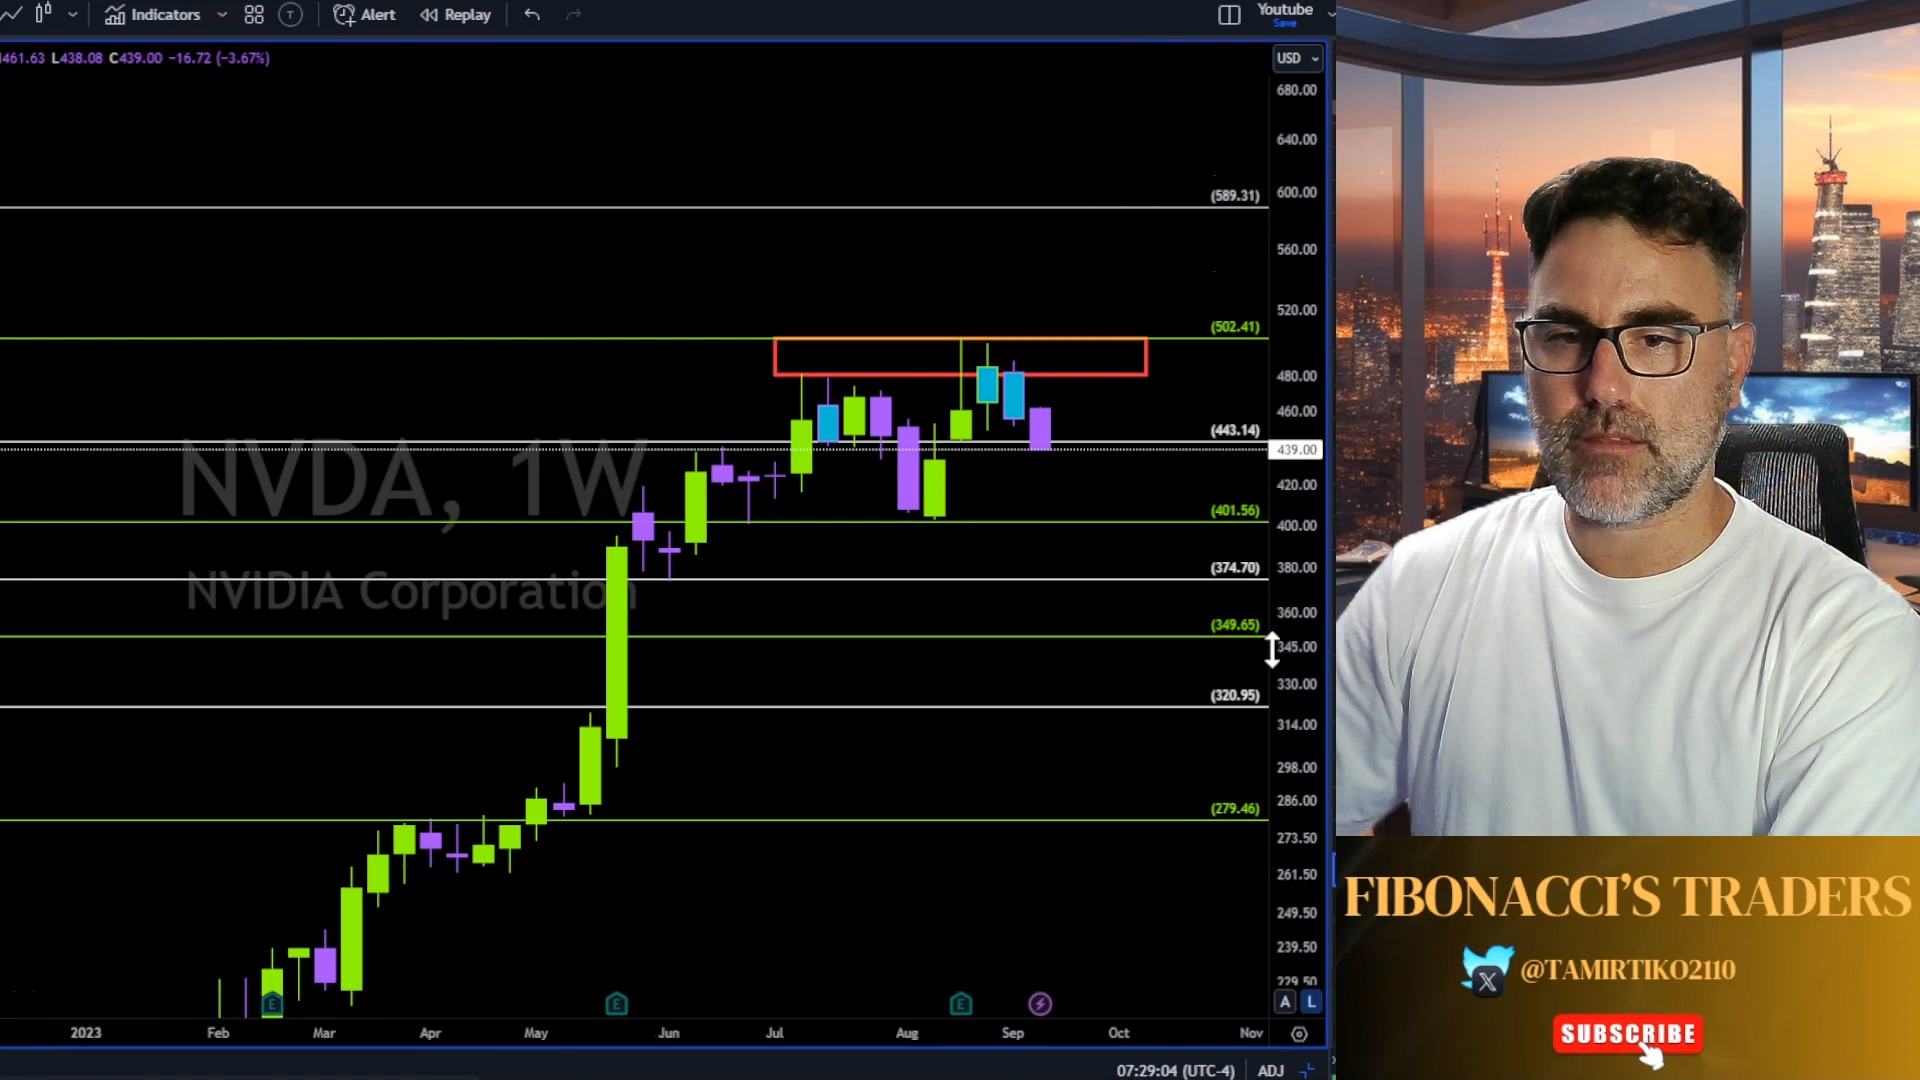 Indicators
T
Alert
Replay
Youtube
Save
461.63 L438.08 C439.00 −16.72 (−3.67%)
USD
680.00
640.00
(589.31)
600.00
560.00
520.00
(502.41)
480.00
460.00
(443.14)
439.00
420.00
(401.56)
400.00
(374.70)
380.00
360.00
(349.65)
345.00
330.00
(320.95)
314.00
298.00
286.00
(279.46)
273.50
261.50
249.50
239.50
229.50
NVDA, 1W
NVIDIA Corporation
E
E
E
A L
2023 Feb Mar Apr May Jun Jul Aug Sep Oct Nov
07:29:04 (UTC-4) ADJ
FIBONACCI'S TRADERS
X @TAMIRTIKO2110
SUBSCRIBE